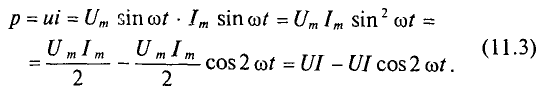 p = ui = U_m sin ωt · I_m sin ωt = U_m I_m sin² ωt =
= U_m I_m / 2 − U_m I_m / 2 cos 2 ωt = UI − UI cos 2 ωt. (11.3)